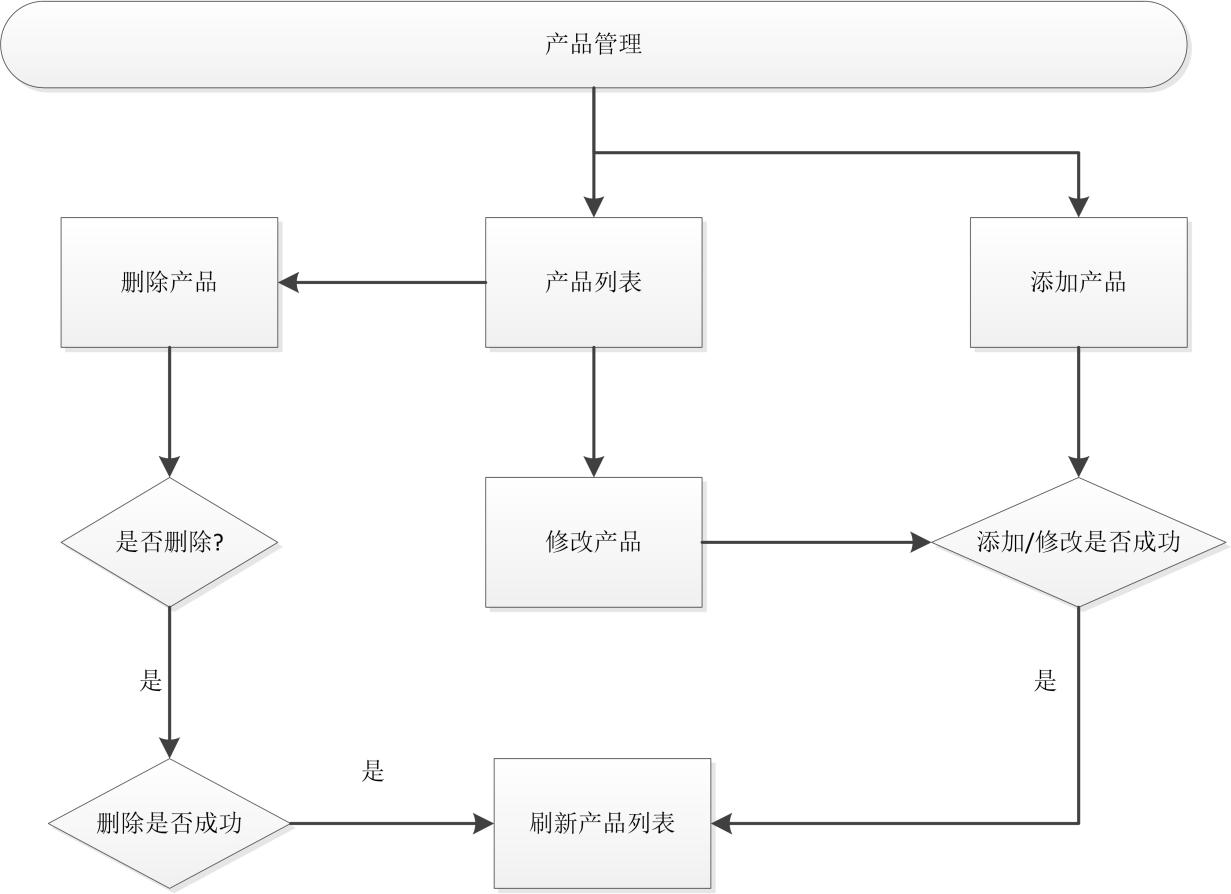 产品管理
删除产品
产品列表
添加产品
是否删除?
修改产品
添加/修改是否成功
是
是
是
删除是否成功
刷新产品列表